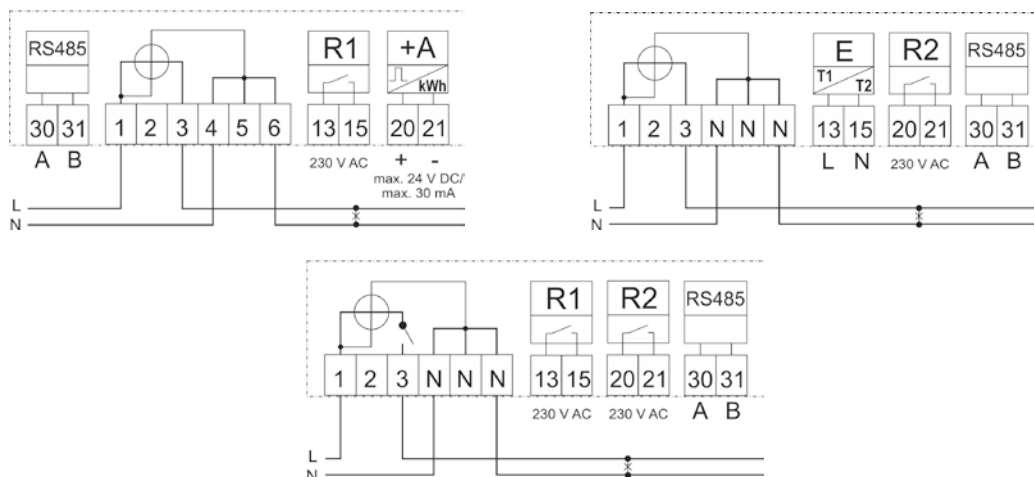 RS485
R1
+A
kWh
30 31 1 2 3 4 5 6 13 15 20 21
A B 230 V AC + -
max. 24 V DC/
max. 30 mA
L
N
E
R2
RS485
T1
T2
1 2 3 N N N 13 15 20 21 30 31
L N 230 V AC A B
L
N
R1
R2
RS485
1 2 3 N N N 13 15 20 21 30 31
230 V AC 230 V AC A B
L
N